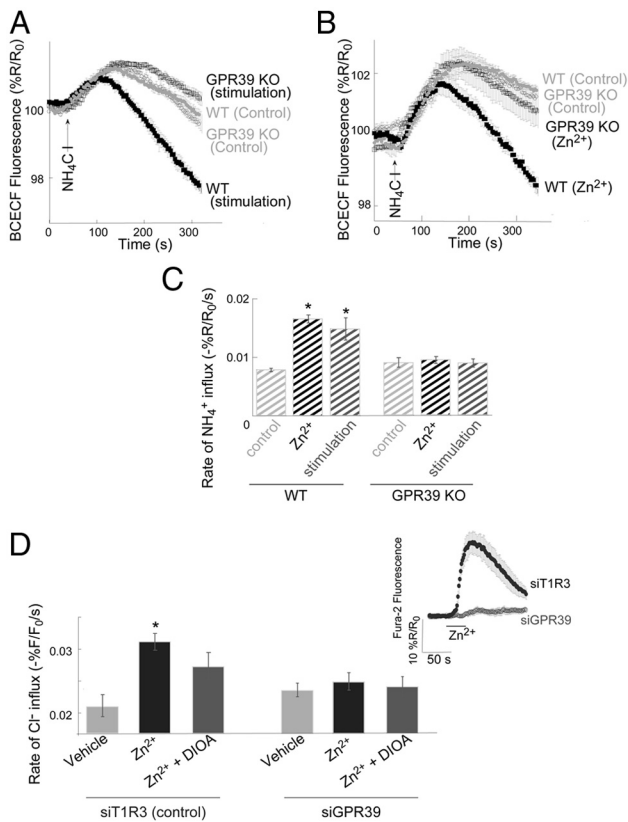 A
BCECF Fluorescence (%R/R0)
100
98
NH4Cl
0
100
200
300
Time (s)
GPR39 KO
(stimulation)
WT (Control)
GPR39 KO
(Control)
WT
(stimulation)
B
BCECF Fluorescence (%R/R0)
102
100
98
NH4Cl
0
100
200
300
Time (s)
WT (Control)
GPR39 KO
(Control)
GPR39 KO
(Zn2+)
WT (Zn2+)
C
Rate of NH4+ influx (-%R/R0/s)
0.02
0.01
0
*
*
control
Zn2+
stimulation
control
Zn2+
stimulation
WT
GPR39 KO
D
Rate of Cl- influx (-%F/F0/s)
0.03
0.02
*
Vehicle
Zn2+
Zn2+ + DIOA
Vehicle
Zn2+
Zn2+ + DIOA
siT1R3 (control)
siGPR39
Fura-2 Fluorescence
10 %R/R0
Zn2+
50 s
siT1R3
siGPR39